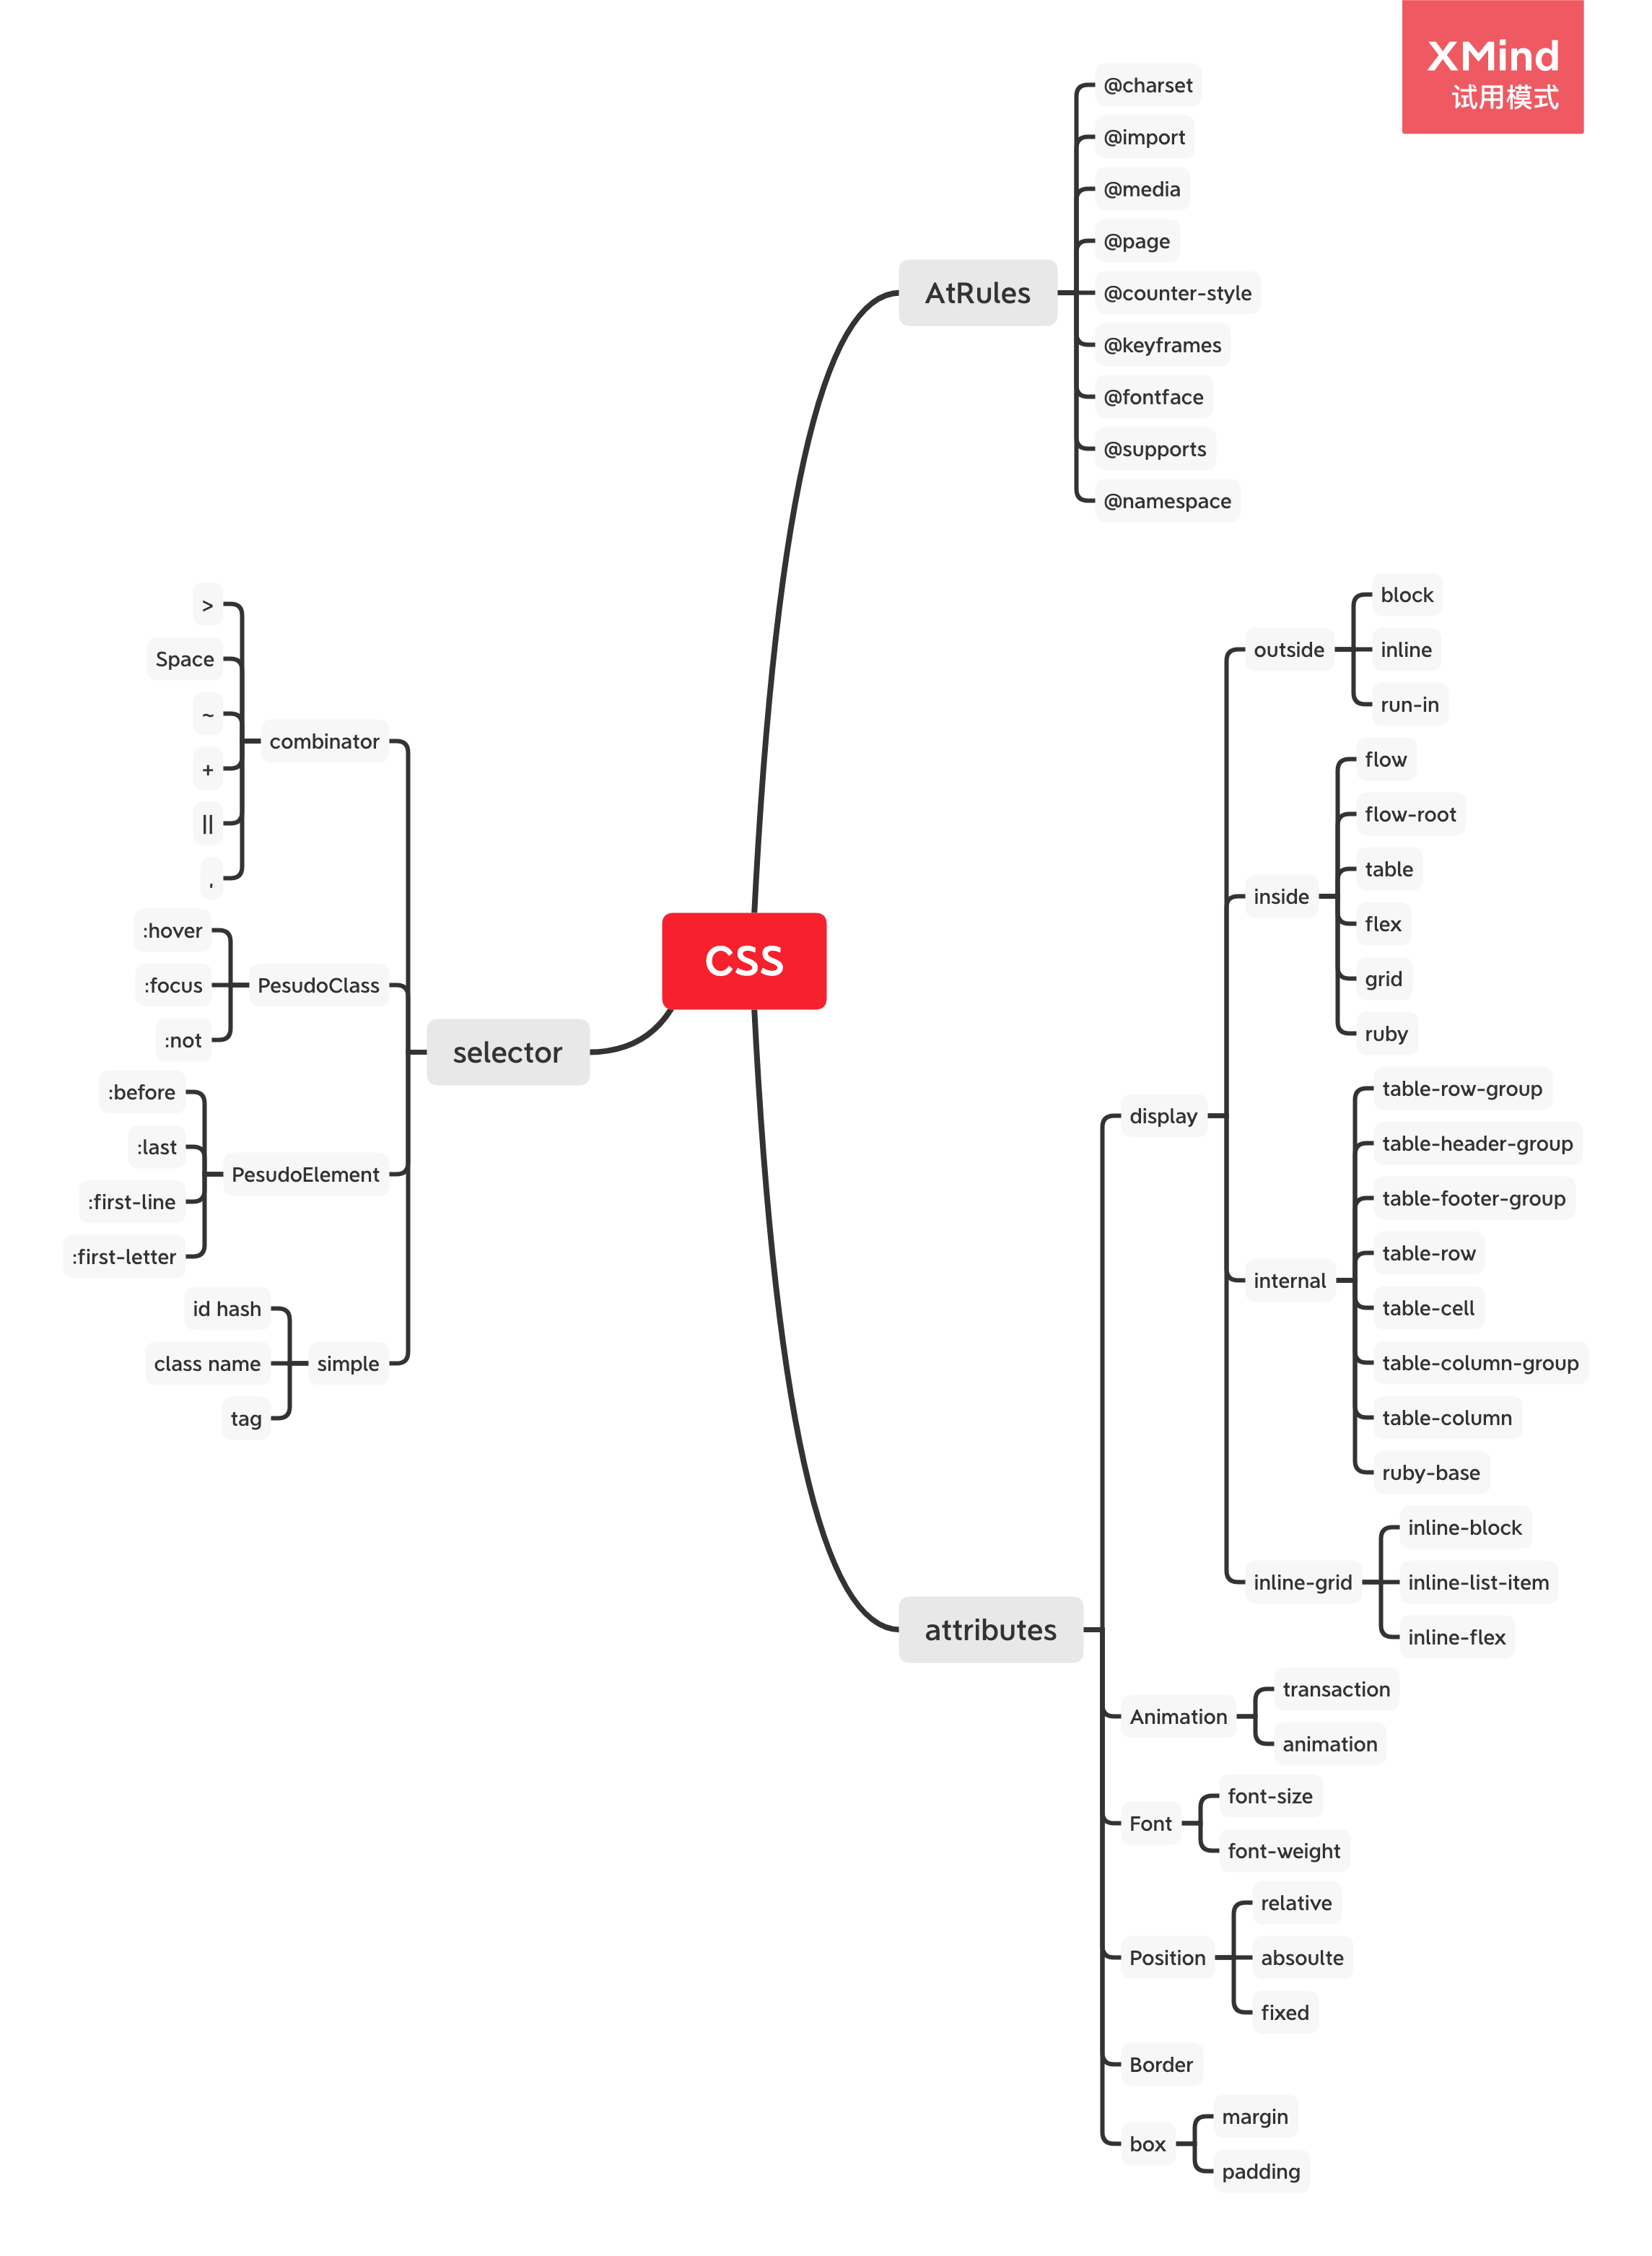 XMind
试用模式
CSS
AtRules
@charset
@import
@media
@page
@counter-style
@keyframes
@fontface
@supports
@namespace
attributes
display
outside
block
inline
run-in
inside
flow
flow-root
table
flex
grid
ruby
internal
table-row-group
table-header-group
table-footer-group
table-row
table-cell
table-column-group
table-column
ruby-base
inline-grid
inline-block
inline-list-item
inline-flex
Animation
transaction
animation
Font
font-size
font-weight
Position
relative
absoulte
fixed
Border
box
margin
padding
selector
combinator
>
Space
~
+
||
,
PesudoClass
:hover
:focus
:not
PesudoElement
:before
:last
:first-line
:first-letter
simple
id hash
class name
tag